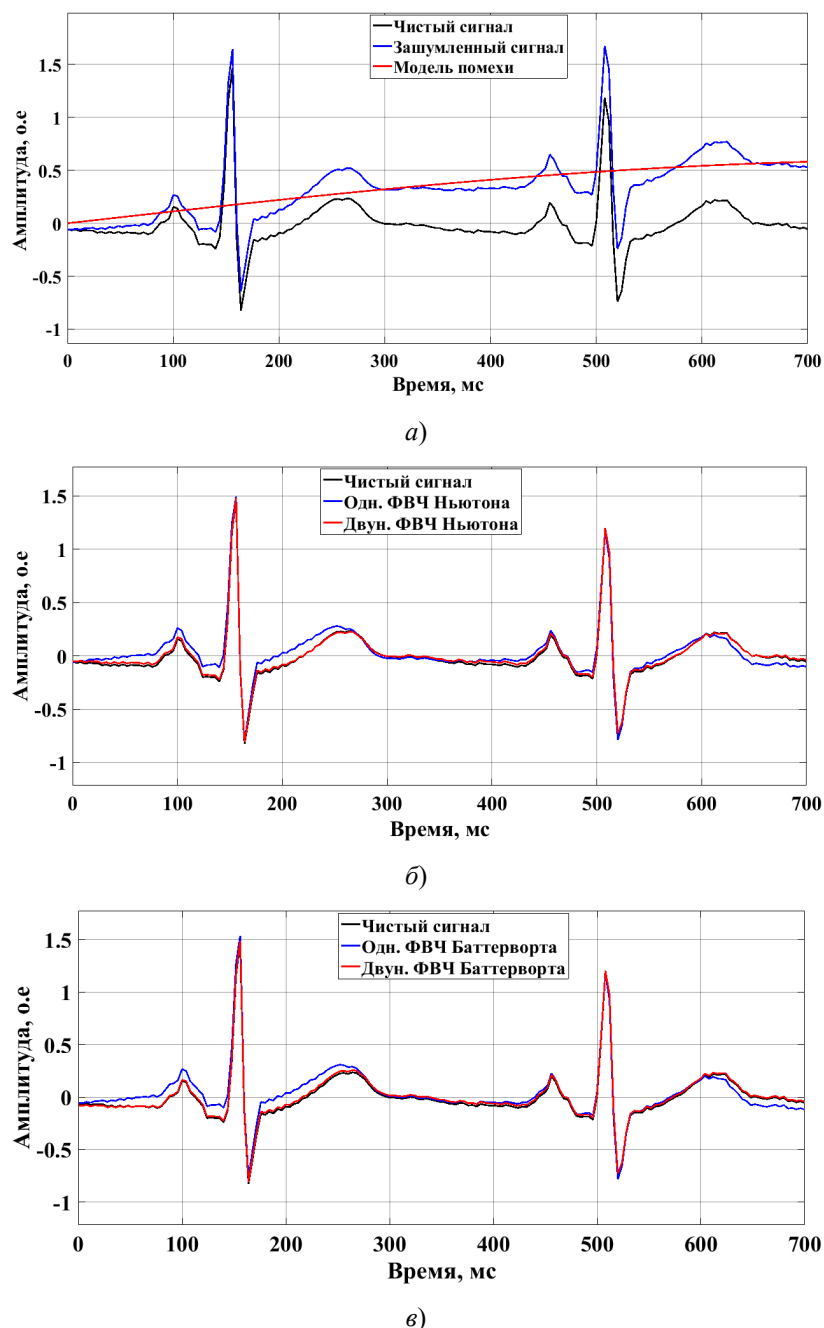 Чистый сигнал
Зашумленный сигнал
Модель помехи
Амплитуда, о.е
1.5
1
0.5
0
-0.5
-1
0 100 200 300 400 500 600 700
Время, мс
а)
Чистый сигнал
Одн. ФВЧ Ньютона
Двун. ФВЧ Ньютона
Амплитуда, о.е
1.5
1
0.5
0
-0.5
-1
0 100 200 300 400 500 600 700
Время, мс
б)
Чистый сигнал
Одн. ФВЧ Баттерворта
Двун. ФВЧ Баттерворта
Амплитуда, о.е
1.5
1
0.5
0
-0.5
-1
0 100 200 300 400 500 600 700
Время, мс
в)